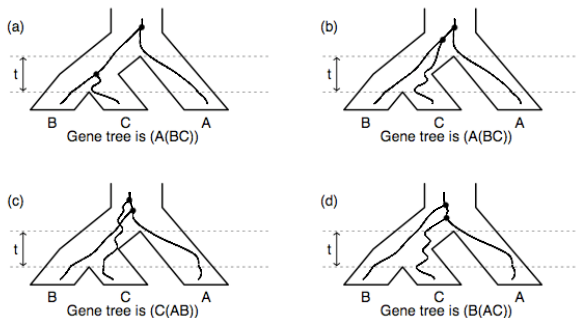 (a)
t
B C A
Gene tree is (A(BC))
(b)
t
B C A
Gene tree is (A(BC))
(c)
t
B C A
Gene tree is (C(AB))
(d)
t
B C A
Gene tree is (B(AC))